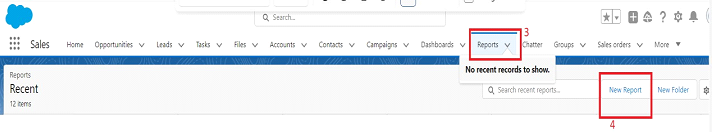 Search...
3
Sales Home Opportunities Leads Tasks Files Accounts Contacts Campaigns Dashboards Reports Chatter Groups Sales orders More
No recent records to show.
Reports
Recent
12 items
Search recent reports...
New Report
New Folder
4